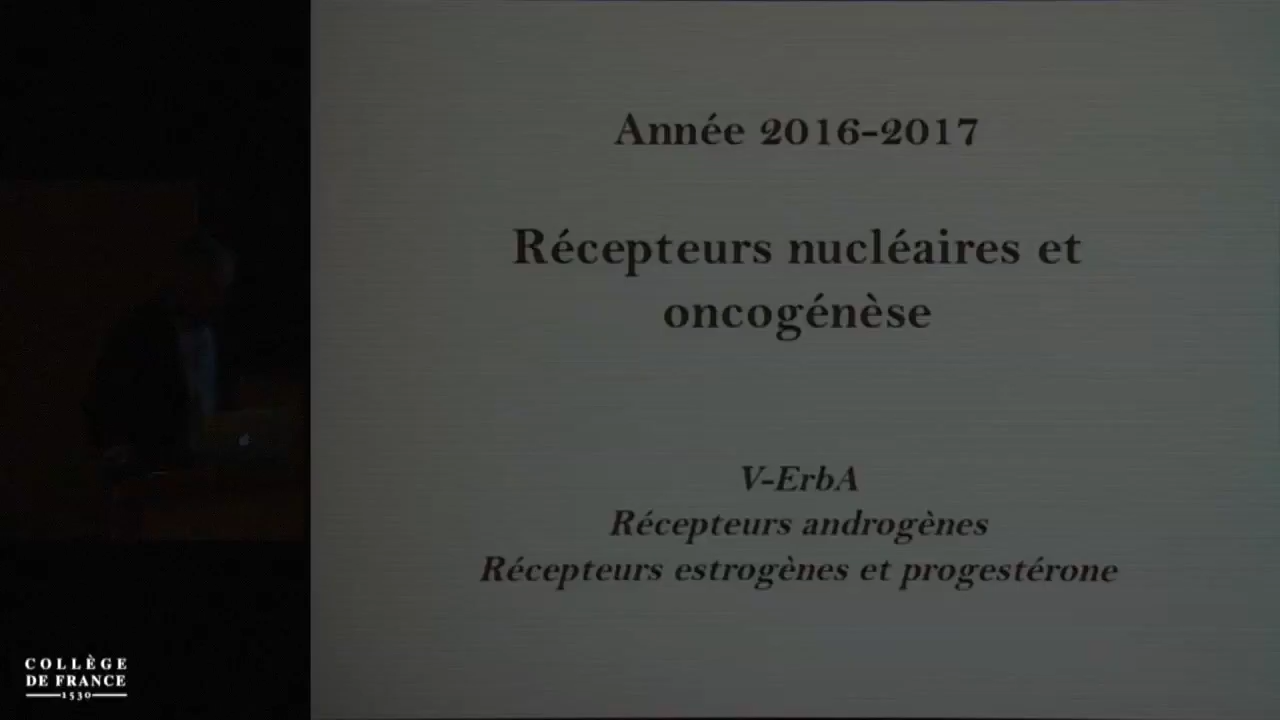 Année 2016-2017
Récepteurs nucléaires et
oncogénèse
V-ErbA
Récepteurs androgènes
Récepteurs estrogènes et progestérone
COLLÈGE
DE FRANCE
1530